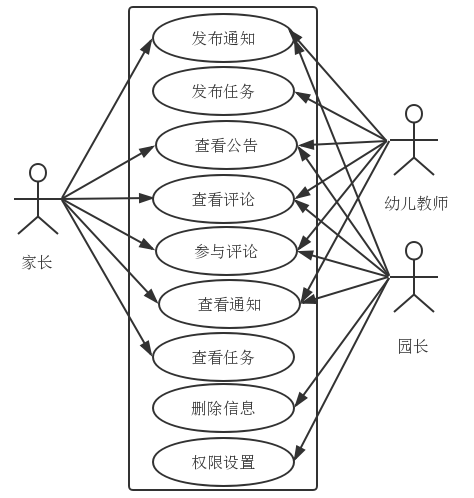 发布通知
发布任务
查看公告
查看评论
参与评论
查看通知
查看任务
删除信息
权限设置
家长
幼儿教师
园长